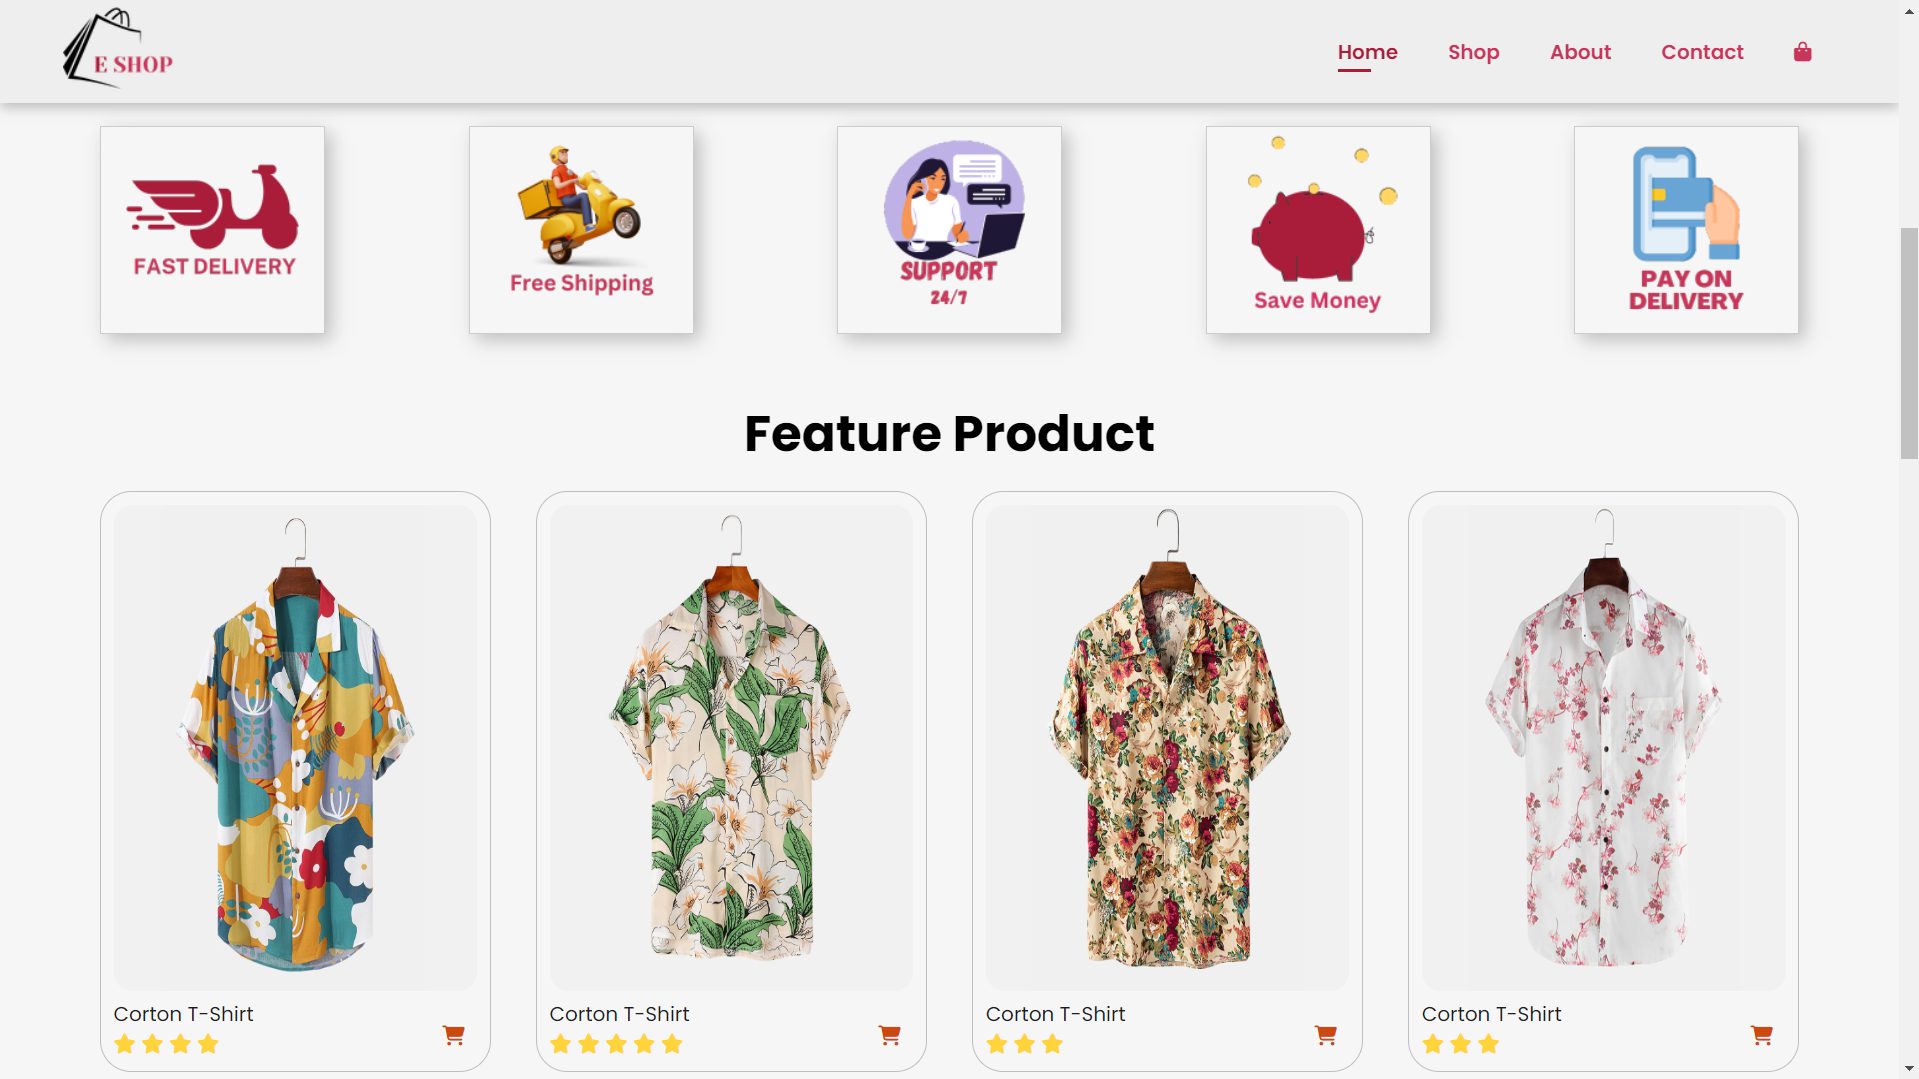 E SHOP
Home
Shop
About
Contact
FAST DELIVERY
Free Shipping
SUPPORT
24/7
Save Money
PAY ON
DELIVERY
Feature Product
Corton T-Shirt
Corton T-Shirt
Corton T-Shirt
Corton T-Shirt